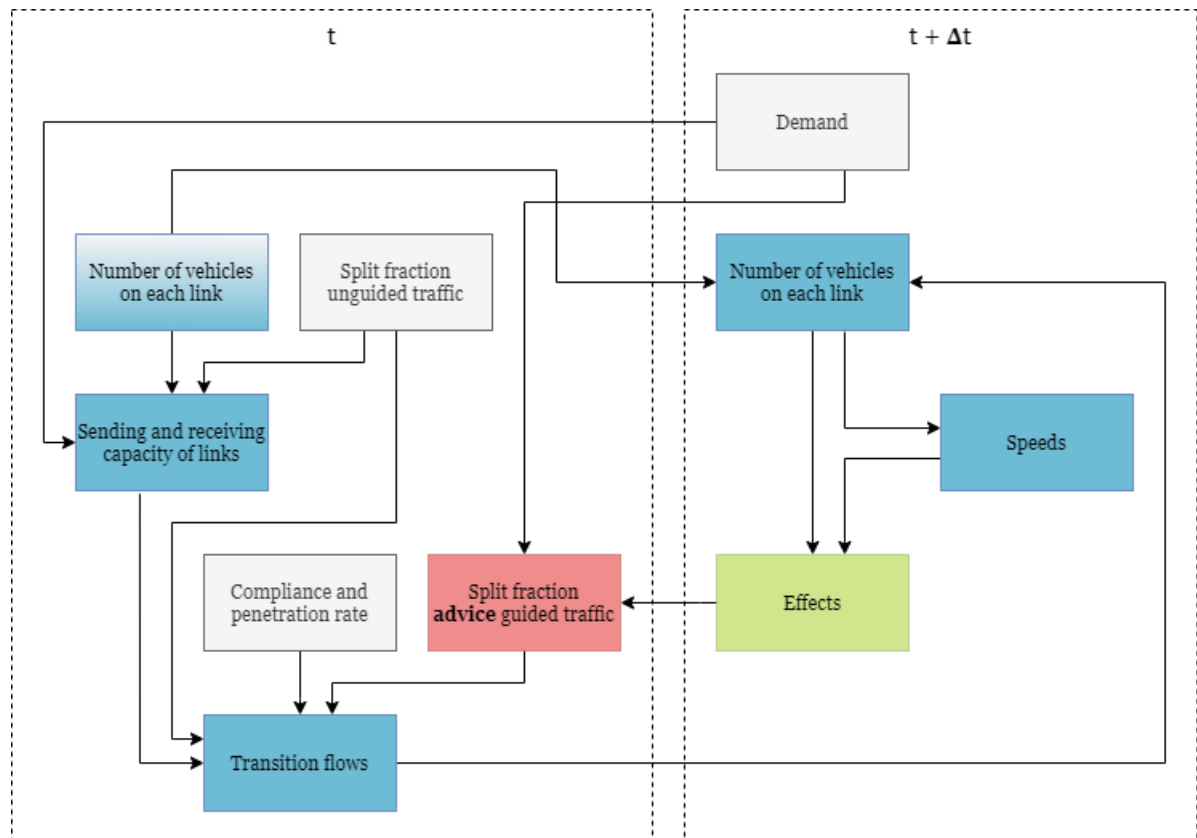 t
t + Δt
Demand
Number of vehicles
on each link
Split fraction
unguided traffic
Number of vehicles
on each link
Sending and receiving
capacity of links
Speeds
Compliance and
penetration rate
Split fraction
advice guided traffic
Effects
Transition flows